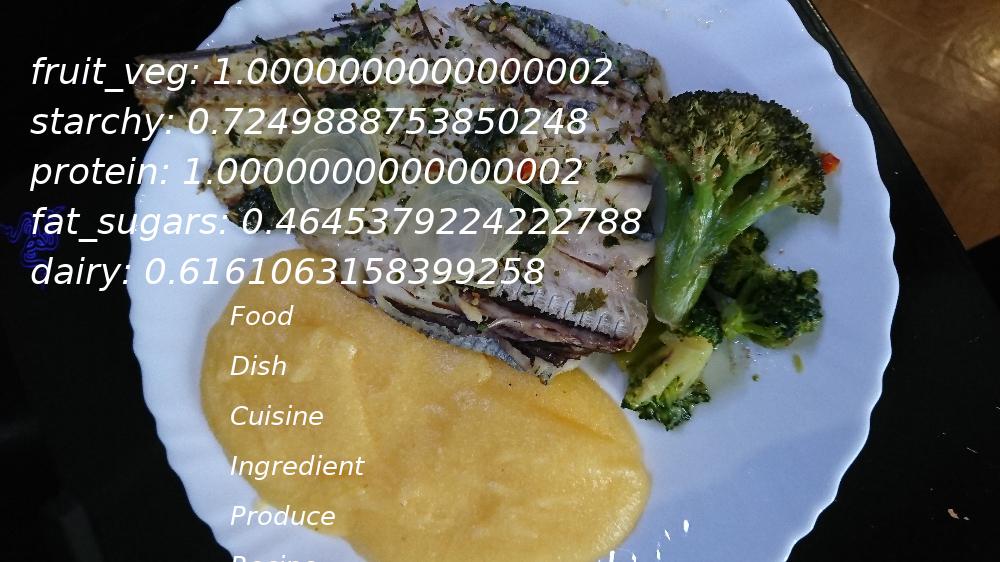 fruit_veg: 1.0000000000000002
starchy: 0.7249888753850248
protein: 1.0000000000000002
fat_sugars: 0.4645379224222788
dairy: 0.6161063158399258
Food
Dish
Cuisine
Ingredient
Produce